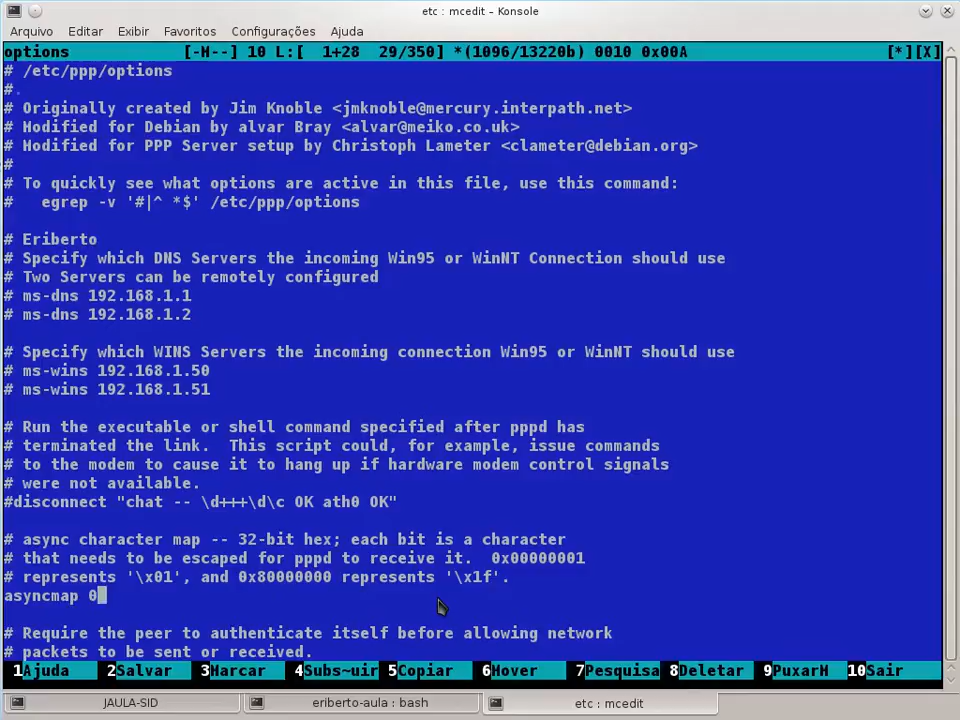 etc : mcedit – Konsole
Arquivo Editar Exibir Favoritos Configurações Ajuda
options [-M--] 10 L:[ 1+28 29/350] *(1096/13220b) 0010 0x00A [*][X]
# /etc/ppp/options
#.
# Originally created by Jim Knoble <jmknoble@mercury.interpath.net>
# Modified for Debian by alvar Bray <alvar@meiko.co.uk>
# Modified for PPP Server setup by Christoph Lameter <clameter@debian.org>
#
# To quickly see what options are active in this file, use this command:
#   egrep -v '#|^ *$' /etc/ppp/options
# Eriberto
# Specify which DNS Servers the incoming Win95 or WinNT Connection should use
# Two Servers can be remotely configured
# ms-dns 192.168.1.1
# ms-dns 192.168.1.2
# Specify which WINS Servers the incoming connection Win95 or WinNT should use
# ms-wins 192.168.1.50
# ms-wins 192.168.1.51
# Run the executable or shell command specified after pppd has
# terminated the link.  This script could, for example, issue commands
# to the modem to cause it to hang up if hardware modem control signals
# were not available.
#disconnect "chat -- \d+++\d\c OK ath0 OK"
# async character map -- 32-bit hex; each bit is a character
# that needs to be escaped for pppd to receive it.  0x00000001
# represents '\x01', and 0x80000000 represents '\x1f'.
asyncmap 0
# Require the peer to authenticate itself before allowing network
# packets to be sent or received.
1Ajuda 2Salvar 3Marcar 4Subs~uir 5Copiar 6Mover 7Pesquisa 8Deletar 9PuxarM 10Sair
JAULA-SID eriberto-aula : bash etc : mcedit